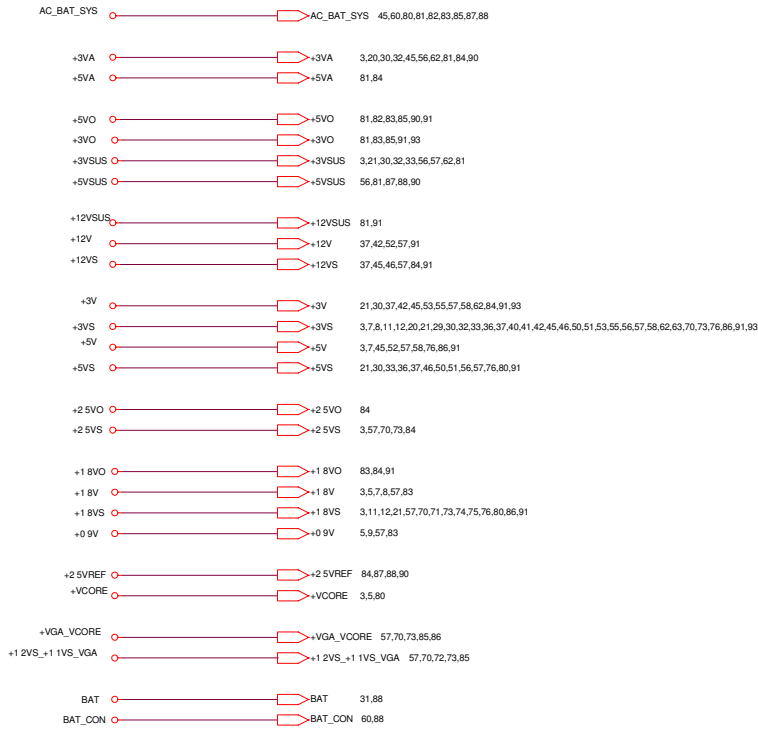 AC_BAT_SYS AC_BAT_SYS 45,60,80,81,82,83,85,87,88
+3VA +3VA 3,20,30,32,45,56,62,81,84,90
+5VA +5VA 81,84
+5VO +5VO 81,82,83,85,90,91
+3VO +3VO 81,83,85,91,93
+3VSUS +3VSUS 3,21,30,32,33,56,57,62,81
+5VSUS +5VSUS 56,81,87,88,90
+12VSUS +12VSUS 81,91
+12V +12V 37,42,52,57,91
+12VS +12VS 37,45,46,57,84,91
+3V +3V 21,30,37,42,45,53,55,57,58,62,84,91,93
+3VS +3VS 3,7,8,11,12,20,21,29,30,32,33,36,37,40,41,42,45,46,50,51,53,55,56,57,58,62,63,70,73,76,86,91,93
+5V +5V 3,7,45,52,57,58,76,86,91
+5VS +5VS 21,30,33,36,37,46,50,51,56,57,76,80,91
+2 5VO +2 5VO 84
+2 5VS +2 5VS 3,57,70,73,84
+1 8VO +1 8VO 83,84,91
+1 8V +1 8V 3,5,7,8,57,83
+1 8VS +1 8VS 3,11,12,21,57,70,71,73,74,75,76,80,86,91
+0 9V +0 9V 5,9,57,83
+2 5VREF +2 5VREF 84,87,88,90
+VCORE +VCORE 3,5,80
+VGA_VCORE +VGA_VCORE 57,70,73,85,86
+1 2VS_+1 1VS_VGA +1 2VS_+1 1VS_VGA 57,70,72,73,85
BAT BAT 31,88
BAT_CON BAT_CON 60,88